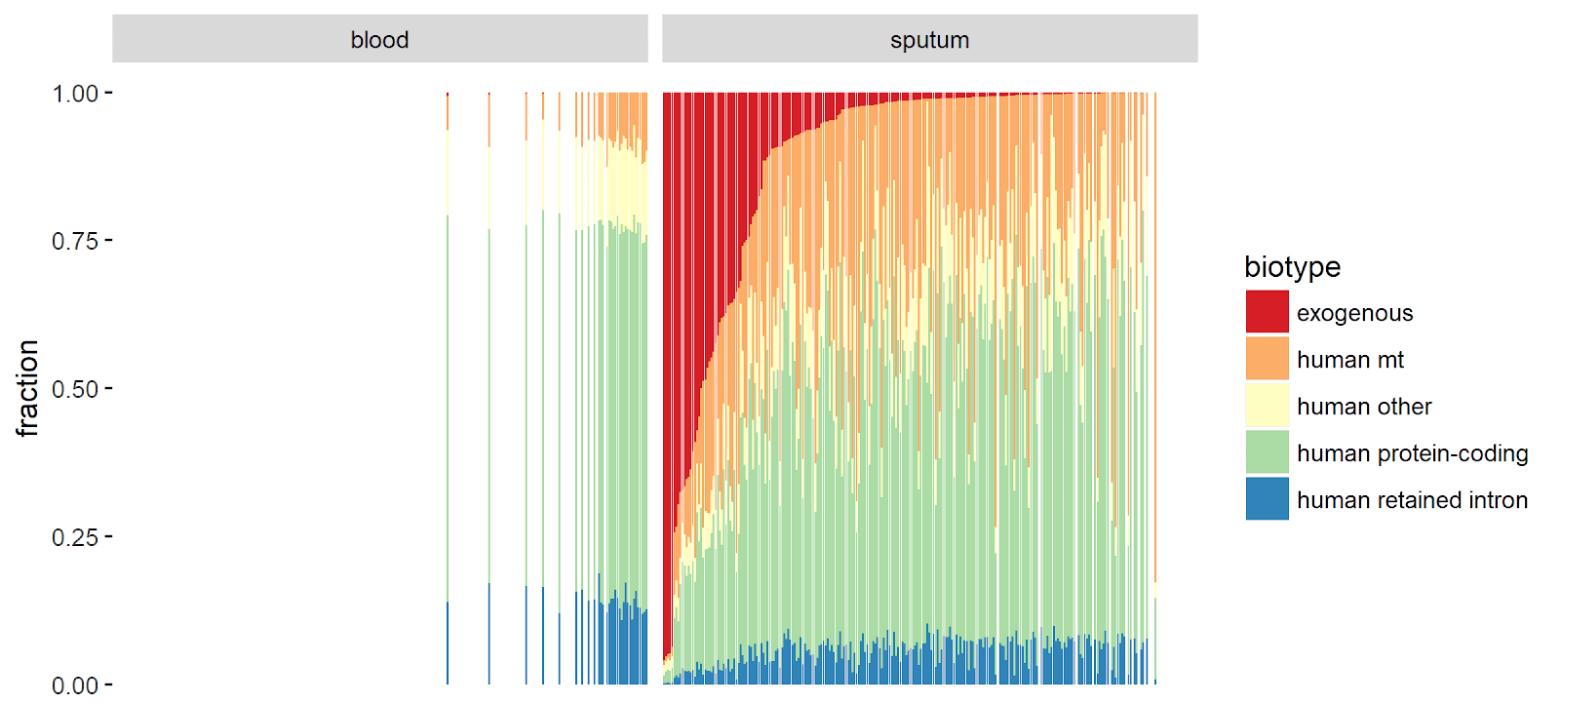 blood
sputum
1.00
0.75
0.50
0.25
0.00
fraction
biotype
exogenous
human mt
human other
human protein-coding
human retained intron